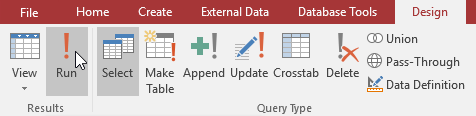 File Home Create External Data Database Tools Design
View Run Select Make Table Append Update Crosstab Delete
Union
Pass-Through
Data Definition
Results Query Type